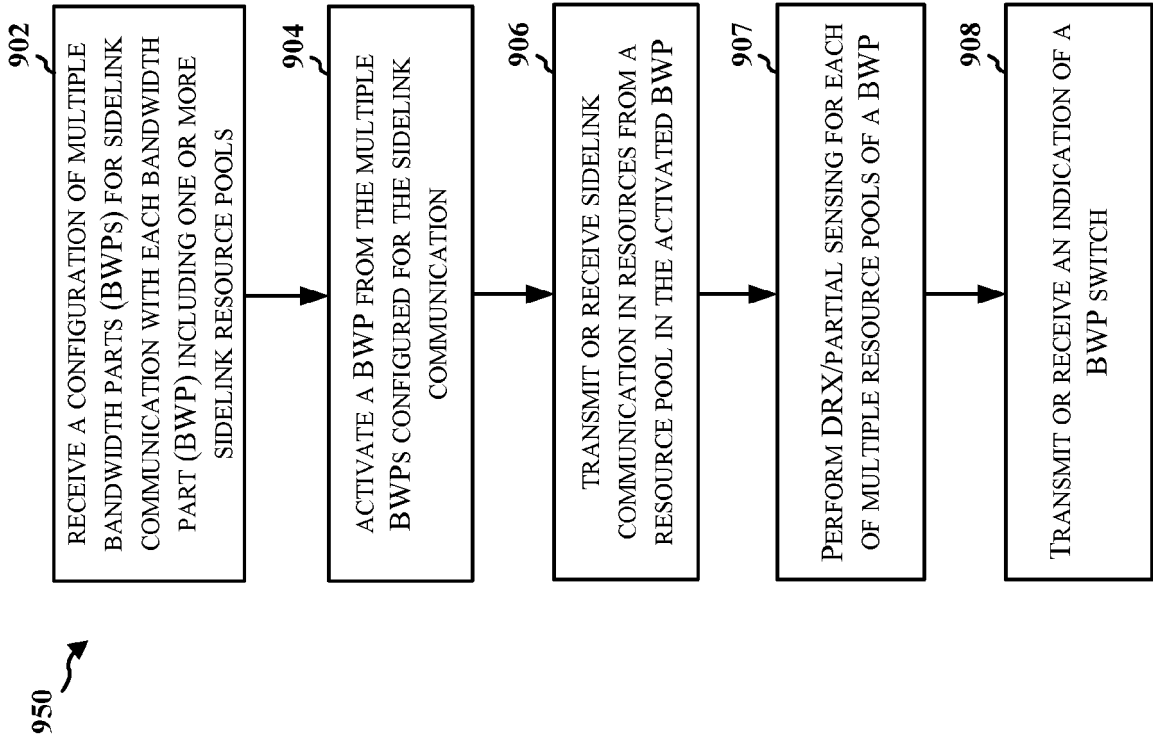 950
902
RECEIVE A CONFIGURATION OF MULTIPLE
BANDWIDTH PARTS (BWPS) FOR SIDELINK
COMMUNICATION WITH EACH BANDWIDTH
PART (BWP) INCLUDING ONE OR MORE
SIDELINK RESOURCE POOLS
904
ACTIVATE A BWP FROM THE MULTIPLE
BWPS CONFIGURED FOR THE SIDELINK
COMMUNICATION
906
TRANSMIT OR RECEIVE SIDELINK
COMMUNICATION IN RESOURCES FROM A
RESOURCE POOL IN THE ACTIVATED BWP
907
PERFORM DRX/PARTIAL SENSING FOR EACH
OF MULTIPLE RESOURCE POOLS OF A BWP
908
TRANSMIT OR RECEIVE AN INDICATION OF A
BWP SWITCH